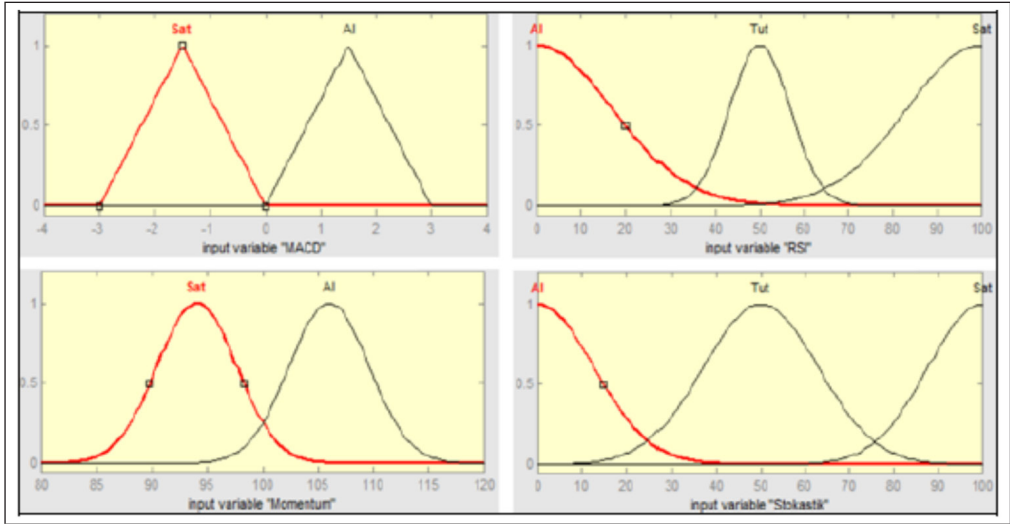 Sat Al
1
0.5
0
-4 -3 -2 -1 0 1 2 3 4
input variable "MACD"
Al Tut Sat
1
0.5
0
0 10 20 30 40 50 60 70 80 90 100
input variable "RSI"
Sat Al
1
0.5
0
80 85 90 95 100 105 110 115 120
input variable "Momentum"
Al Tut Sat
1
0.5
0
0 10 20 30 40 50 60 70 80 90 100
input variable "Stokastik"